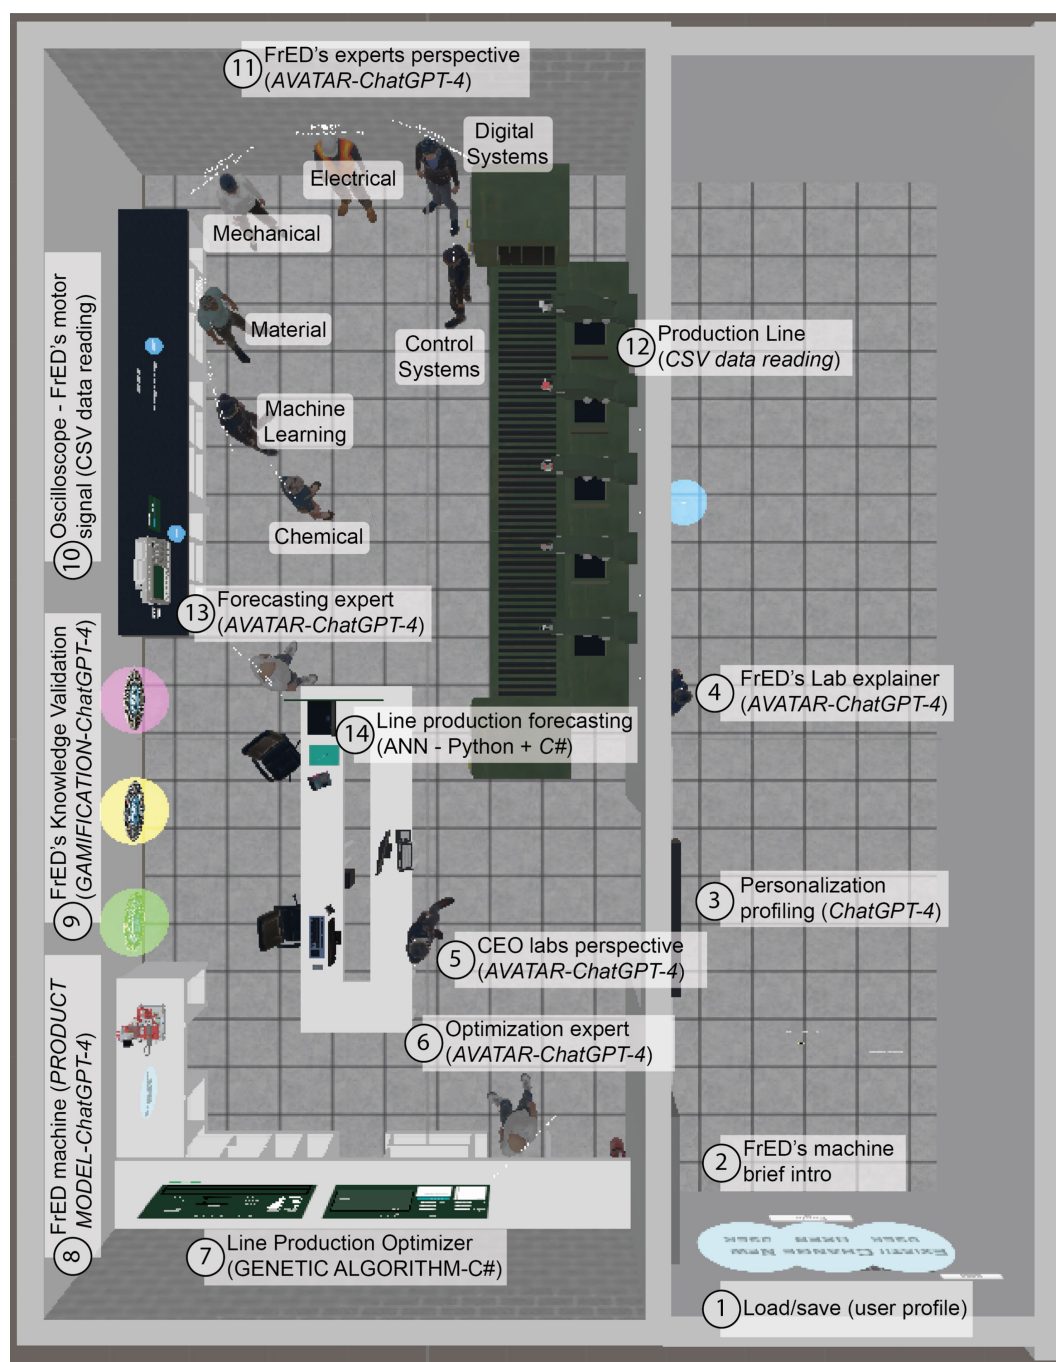 11
FrED's experts perspective
(AVATAR-ChatGPT-4)
Digital
Systems
Electrical
Mechanical
Material
Control
Systems
Machine
Learning
Chemical
10
Oscilloscope - FrED's motor
signal (CSV data reading)
12
Production Line
(CSV data reading)
13
Forecasting expert
(AVATAR-ChatGPT-4)
14
Line production forecasting
(ANN - Python + C#)
4
FrED's Lab explainer
(AVATAR-ChatGPT-4)
9
FrED's Knowledge Validation
(GAMIFICATION-ChatGPT-4)
3
Personalization
profiling (ChatGPT-4)
5
CEO labs perspective
(AVATAR-ChatGPT-4)
6
Optimization expert
(AVATAR-ChatGPT-4)
8
FrED machine (PRODUCT
MODEL-ChatGPT-4)
2
FrED's machine
brief intro
7
Line Production Optimizer
(GENETIC ALGORITHM-C#)
NEW
USER
CHANGE
USER
USER
1
Load/save (user profile)